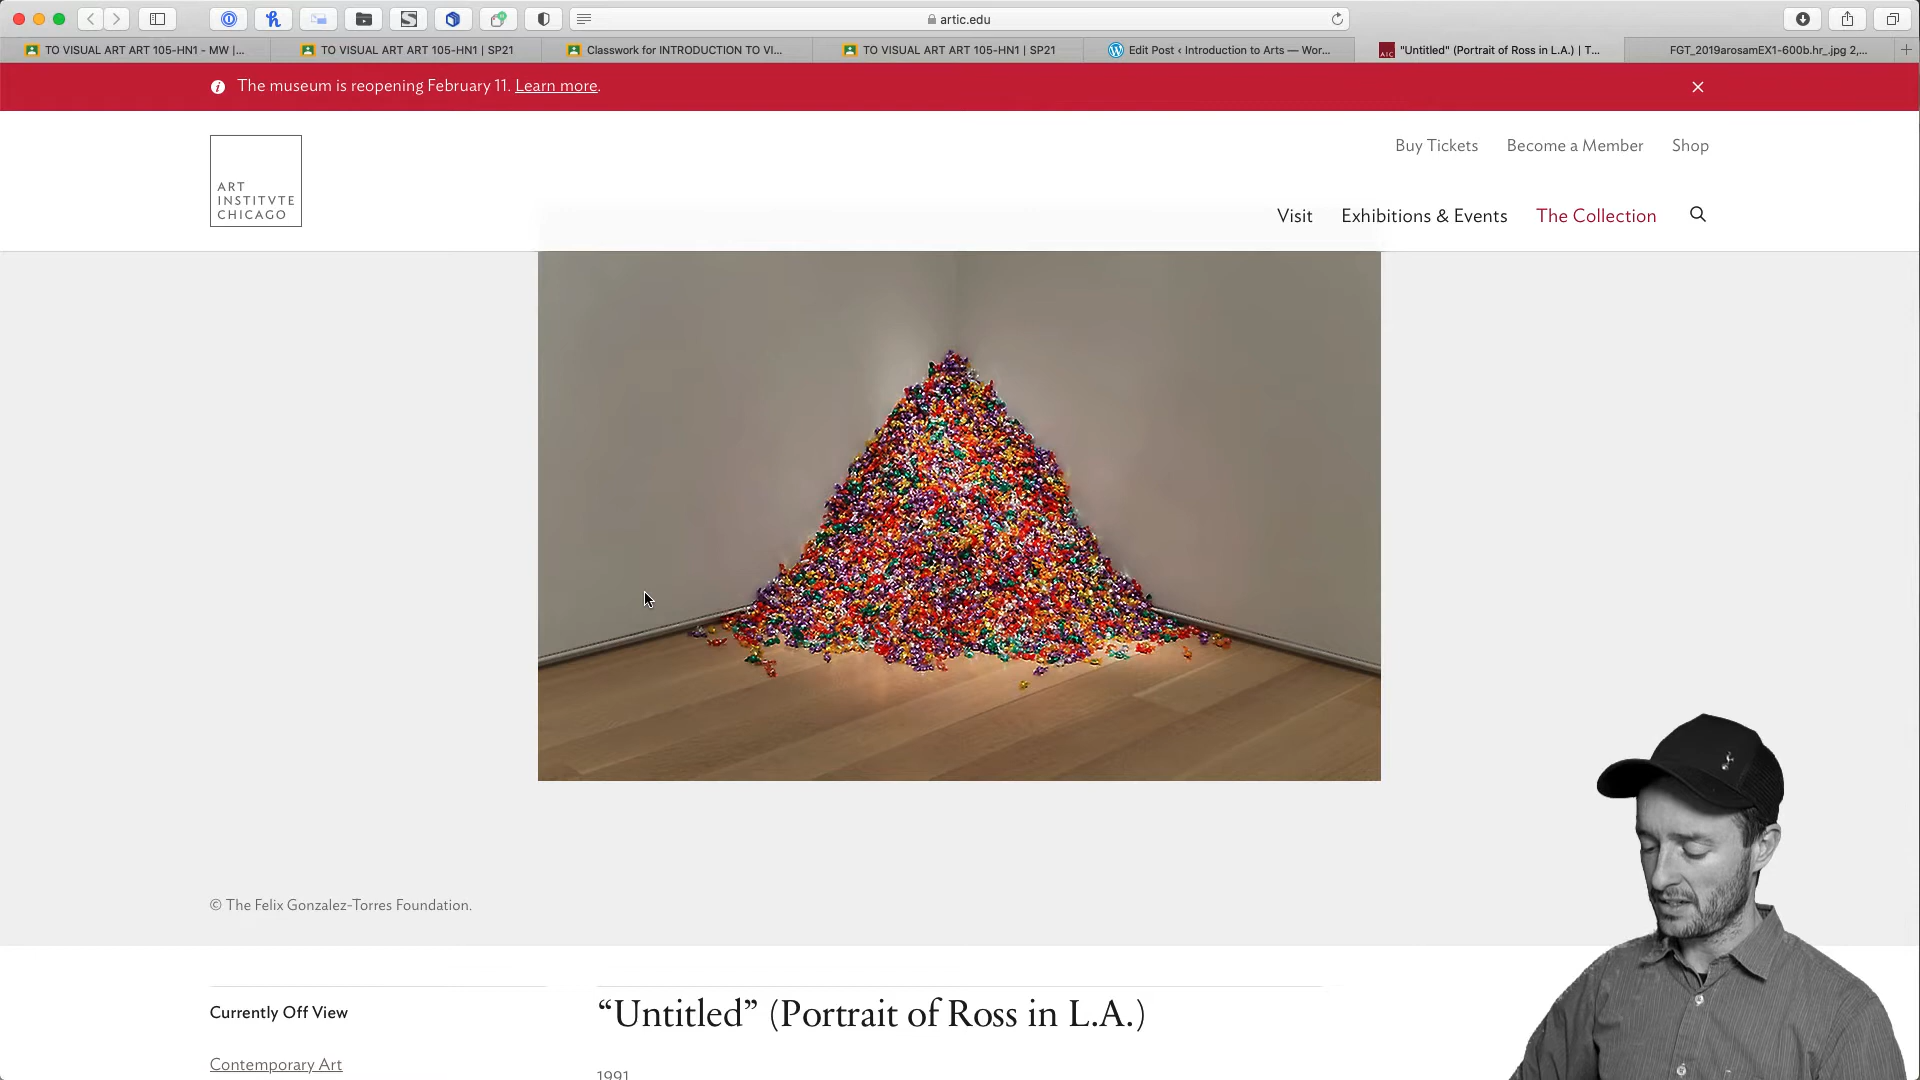 artic.edu
TO VISUAL ART ART 105-HN1 - MW |...
TO VISUAL ART ART 105-HN1 | SP21
Classwork for INTRODUCTION TO VI...
TO VISUAL ART ART 105-HN1 | SP21
Edit Post ‹ Introduction to Arts — Wor...
"Untitled" (Portrait of Ross in L.A.) | T...
FGT_2019arosamEX1-600b.hr_.jpg 2,...
The museum is reopening February 11. Learn more.
Buy Tickets
Become a Member
Shop
ART
INSTITVTE
CHICAGO
Visit
Exhibitions & Events
The Collection
© The Felix Gonzalez-Torres Foundation.
Currently Off View
“Untitled” (Portrait of Ross in L.A.)
Contemporary Art
1991